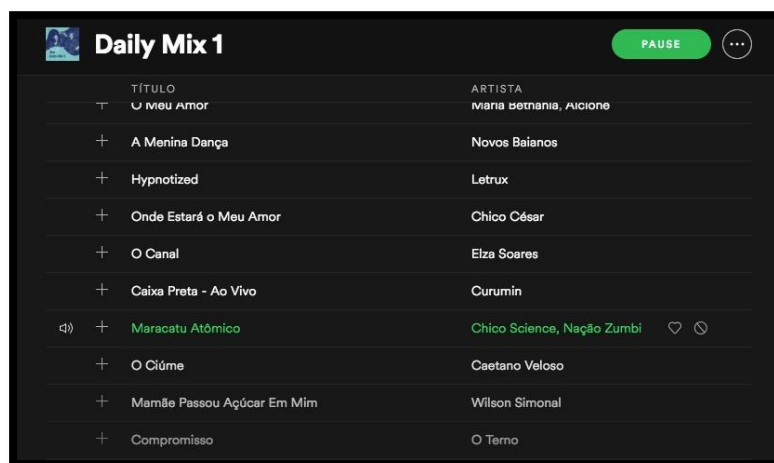 Daily Mix 1
PAUSE
TÍTULO ARTISTA
O Meu Amor Maria Bethânia, Alcione
A Menina Dança Novos Baianos
Hypnotized Letrux
Onde Estará o Meu Amor Chico César
O Canal Elza Soares
Caixa Preta - Ao Vivo Curumin
Maracatu Atômico Chico Science, Nação Zumbi
O Ciúme Caetano Veloso
Mamãe Passou Açúcar Em Mim Wilson Simonal
Compromisso O Terno